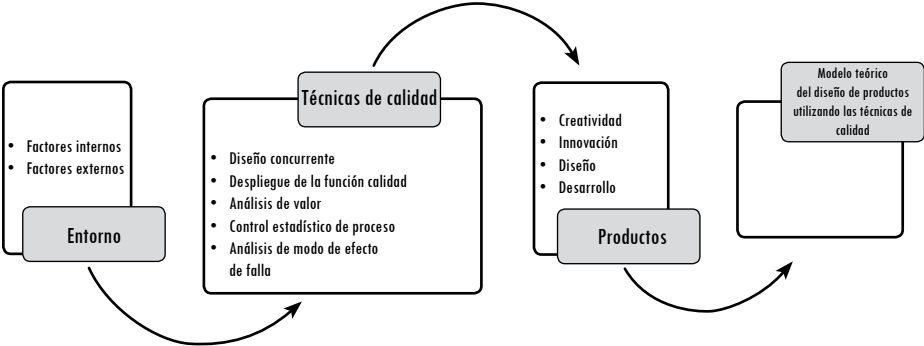 • Factores internos
• Factores externos
Entorno
Técnicas de calidad
• Diseño concurrente
• Despliegue de la función calidad
• Análisis de valor
• Control estadístico de proceso
• Análisis de modo de efecto
de falla
• Creatividad
• Innovación
• Diseño
• Desarrollo
Productos
Modelo teórico
del diseño de productos
utilizando las técnicas de
calidad